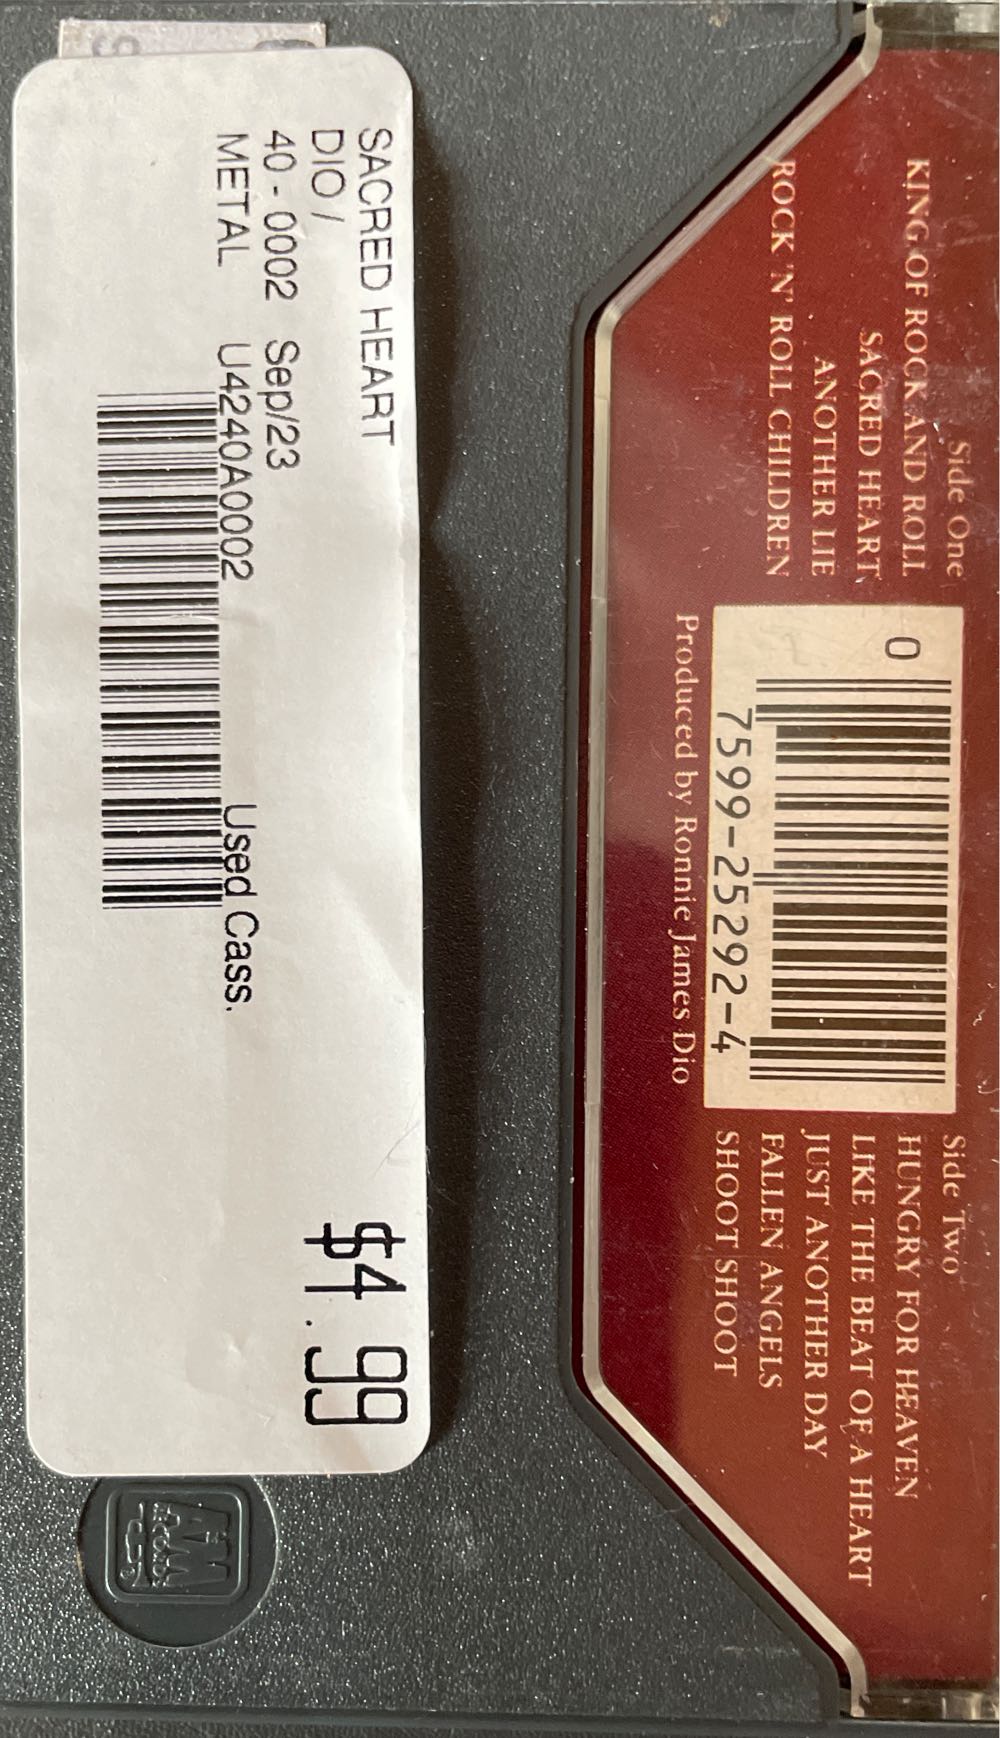 Side One
KING OF ROCK AND ROLL
SACRED HEART
ANOTHER LIE
ROCK 'N' ROLL CHILDREN
0
7599-25292-4
Produced by Ronnie James Dio
Side Two
HUNGRY FOR HEAVEN
LIKE THE BEAT OF A HEART
JUST ANOTHER DAY
FALLEN ANGELS
SHOOT SHOOT
SACRED HEART
DIO /
40 - 0002 Sep/23
METAL U4240A0002 Used Cass.
$4.99